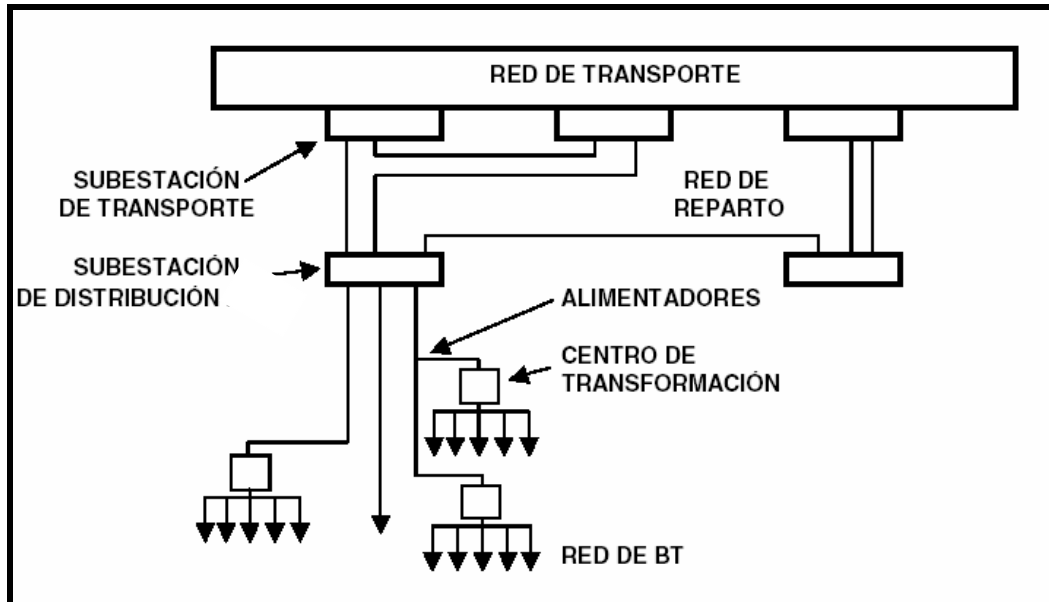 RED DE TRANSPORTE
SUBESTACIÓN
DE TRANSPORTE
RED DE
REPARTO
SUBESTACIÓN
DE DISTRIBUCIÓN
ALIMENTADORES
CENTRO DE
TRANSFORMACIÓN
RED DE BT